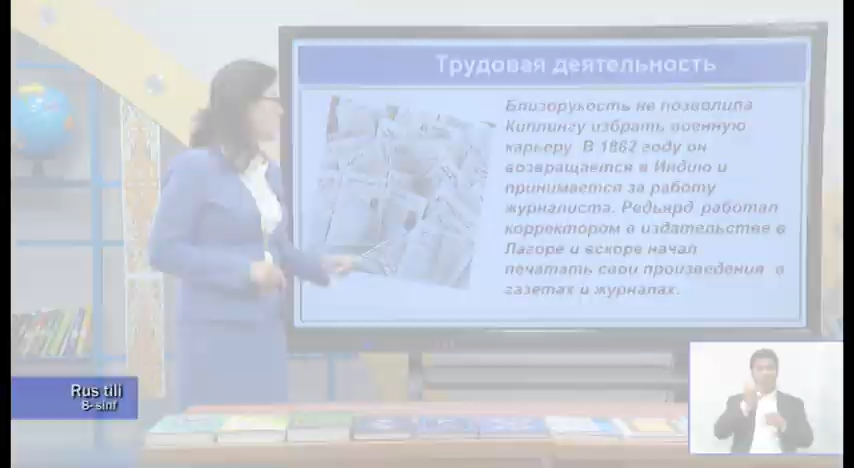 Трудовая деятельность
Близорукость не позволила
Киплингу избрать военную
карьеру. В 1882 году он
возвращается в Индию и
принимается за работу
журналиста. Редьярд работал
корректором в издательстве в
Лагоре и вскоре начал
печатать свои произведения в
газетах и журналах.
Rus tili
8-sinf